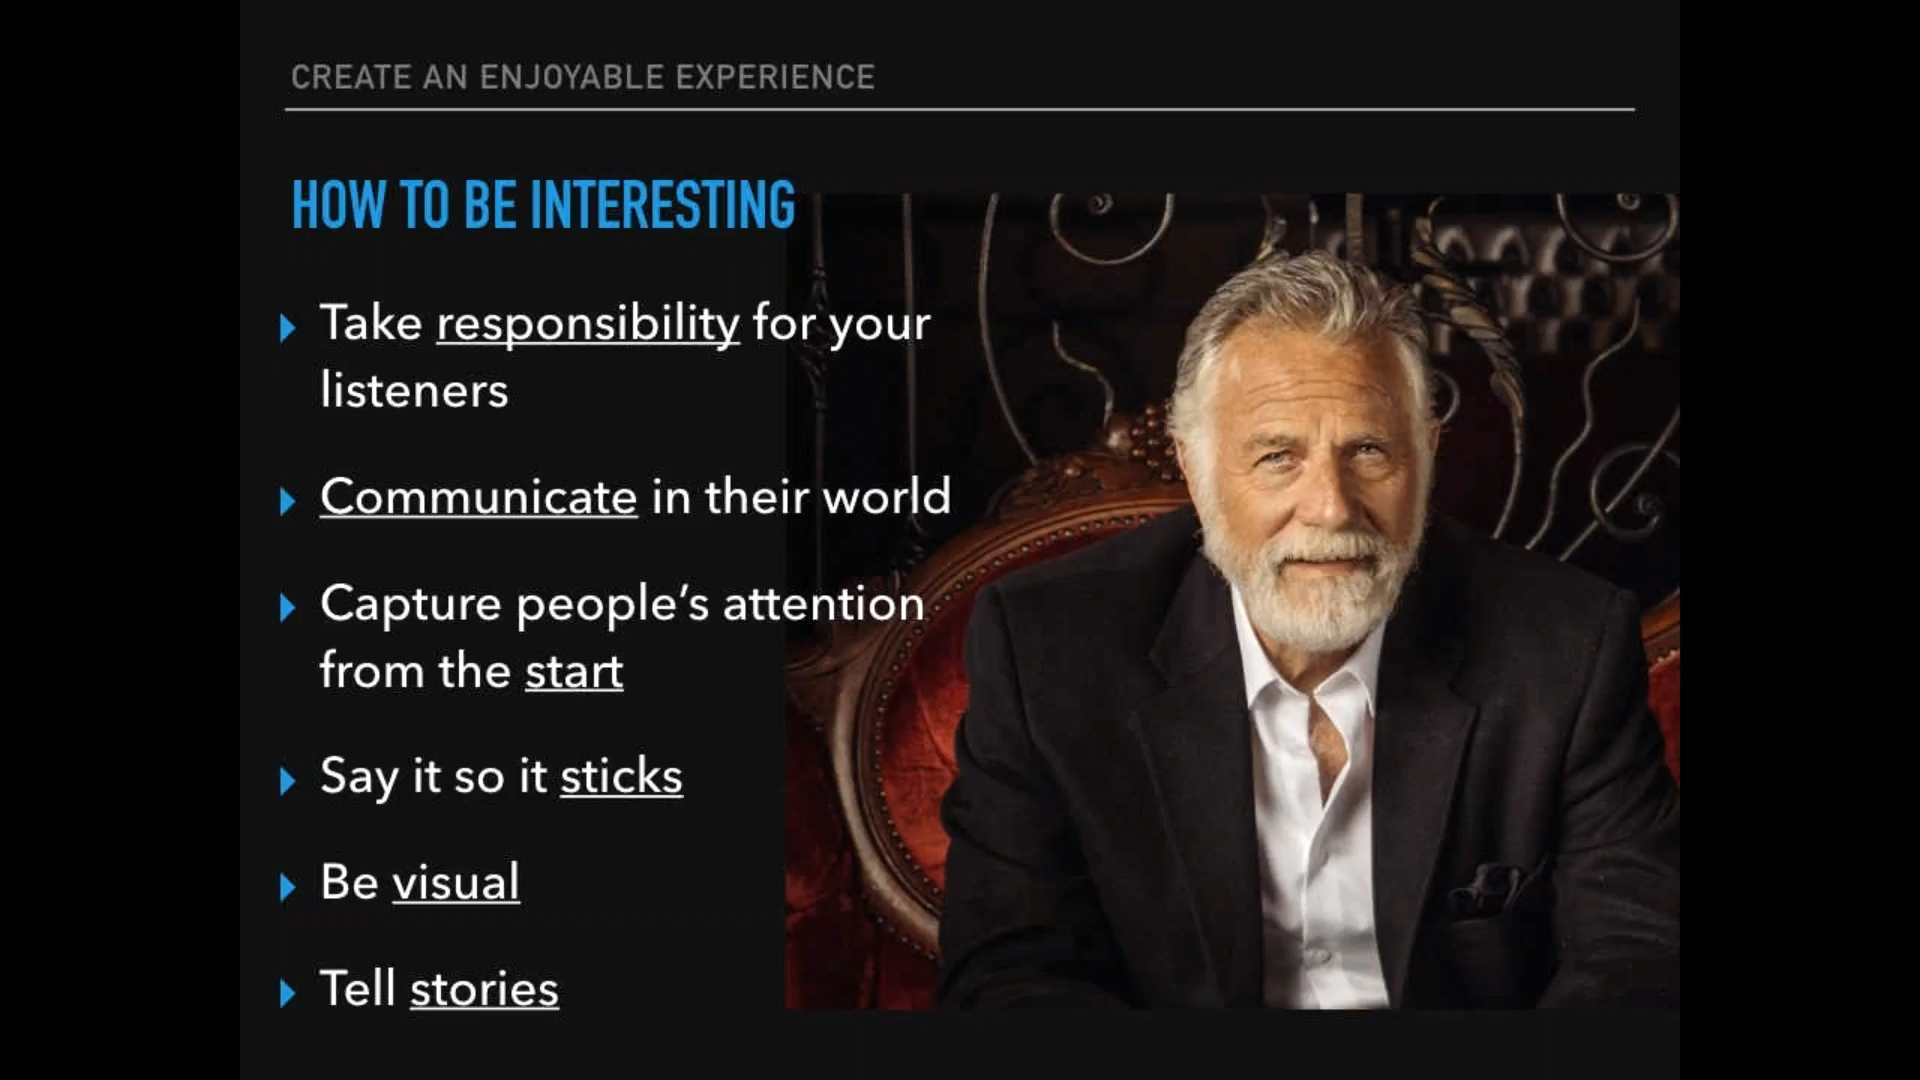 CREATE AN ENJOYABLE EXPERIENCE
HOW TO BE INTERESTING
Take responsibility for your
listeners
Communicate in their world
Capture people’s attention
from the start
Say it so it sticks
Be visual
Tell stories